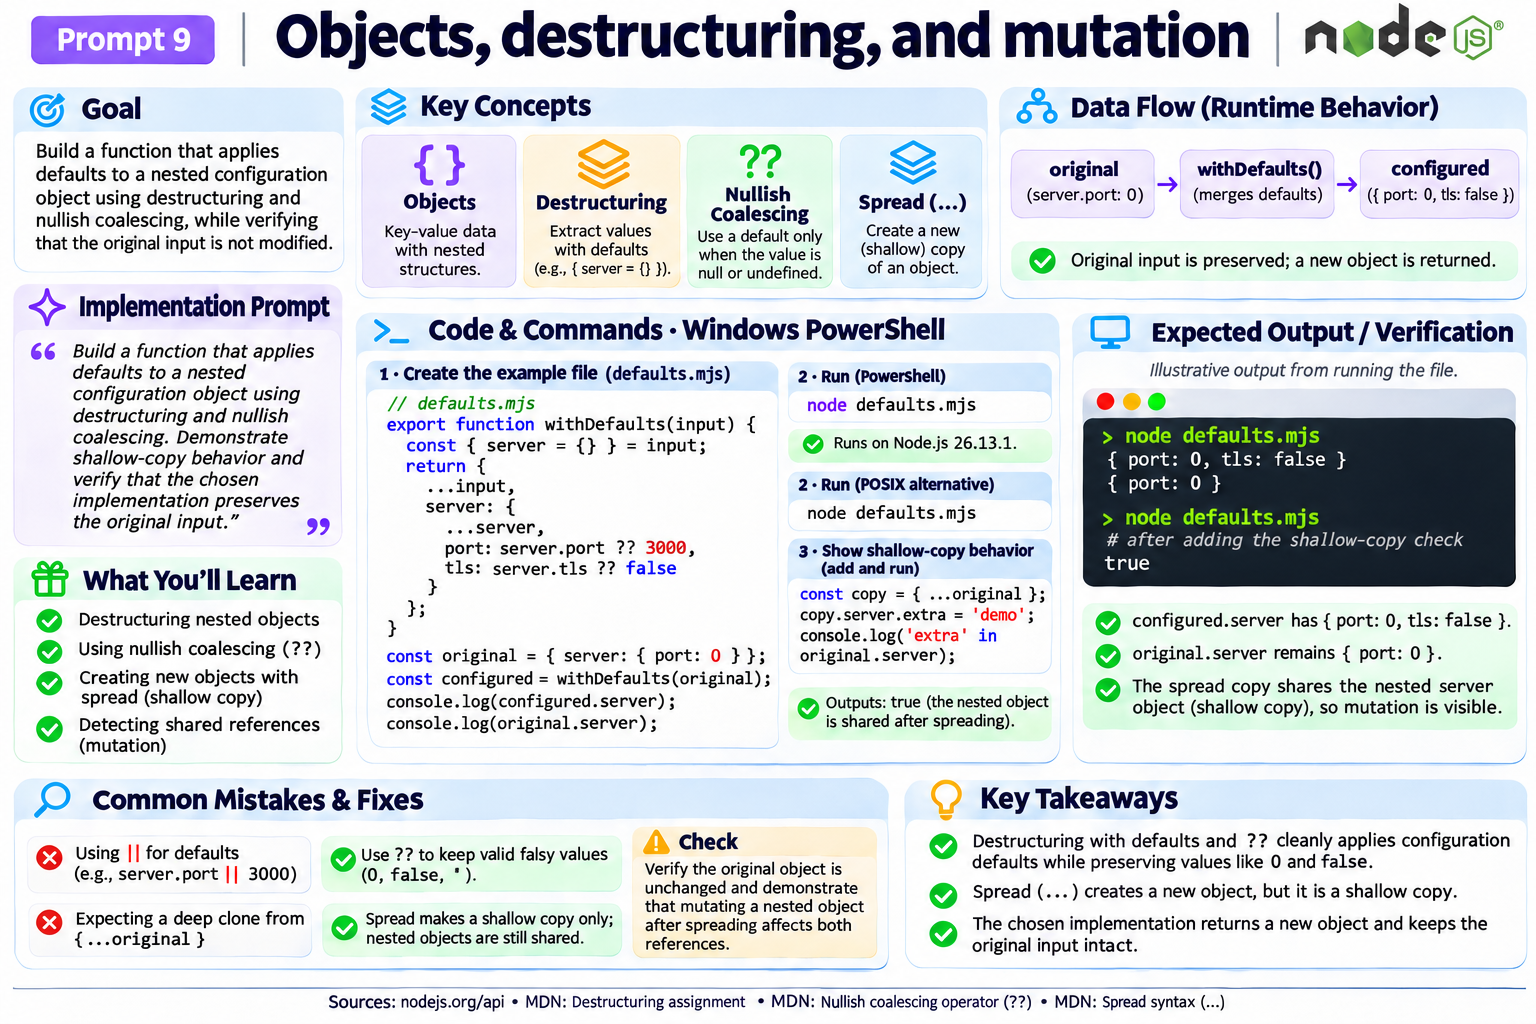 Prompt 9
Objects, destructuring, and mutation
node JS ®
Goal
Build a function that applies
defaults to a nested configuration
object using destructuring and
nullish coalescing, while verifying
that the original input is not modified.
Implementation Prompt
“ Build a function that applies
defaults to a nested
configuration object using
destructuring and nullish
coalescing. Demonstrate
shallow-copy behavior and
verify that the chosen
implementation preserves
the original input.” ”
What You’ll Learn
Destructuring nested objects
Using nullish coalescing (??)
Creating new objects with
spread (shallow copy)
Detecting shared references
(mutation)
Key Concepts
{ }
Objects
Key-value data
with nested
structures.
Destructuring
Extract values
with defaults
(e.g., { server = {} }).
??
Nullish
Coalescing
Use a default only
when the value is
null or undefined.
Spread (...)
Create a new
(shallow) copy
of an object.
Data Flow (Runtime Behavior)
original
(server.port: 0)
withDefaults()
(merges defaults)
configured
({ port: 0, tls: false })
Original input is preserved; a new object is returned.
Code & Commands · Windows PowerShell
1 · Create the example file (defaults.mjs)
// defaults.mjs
export function withDefaults(input) {
const { server = {} } = input;
return {
...input,
server: {
...server,
port: server.port ?? 3000,
tls: server.tls ?? false
}
};
}
const original = { server: { port: 0 } };
const configured = withDefaults(original);
console.log(configured.server);
console.log(original.server);
2 · Run (Powershell)
node defaults.mjs
Runs on Node.js 26.13.1.
2 · Run (POSIX alternative)
node defaults.mjs
3 · Show shallow-copy behavior
(add and run)
const copy = { ...original };
copy.server.extra = 'demo';
console.log('extra' in
original.server);
Outputs: true (the nested object
is shared after spreading).
Expected Output / Verification
Illustrative output from running the file.
> node defaults.mjs
{ port: 0, tls: false }
{ port: 0 }
> node defaults.mjs
# after adding the shallow-copy check
true
configured.server has { port: 0, tls: false }.
original.server remains { port: 0 }.
The spread copy shares the nested server
object (shallow copy), so mutation is visible.
Common Mistakes & Fixes
Using || for defaults
(e.g., server.port || 3000)
Use ?? to keep valid falsy values
(0, false, ").
Expecting a deep clone from
{ ...original }
Spread makes a shallow copy only;
nested objects are still shared.
Check
Verify the original object is
unchanged and demonstrate
that mutating a nested object
after spreading affects both
references.
Key Takeaways
Destructuring with defaults and ?? cleanly applies configuration
defaults while preserving values like 0 and false.
Spread (...) creates a new object, but it is a shallow copy.
The chosen implementation returns a new object and keeps the
original input intact.
Sources: nodejs.org/api • MDN: Destructuring assignment • MDN: Nullish coalescing operator (??) • MDN: Spread syntax (...)